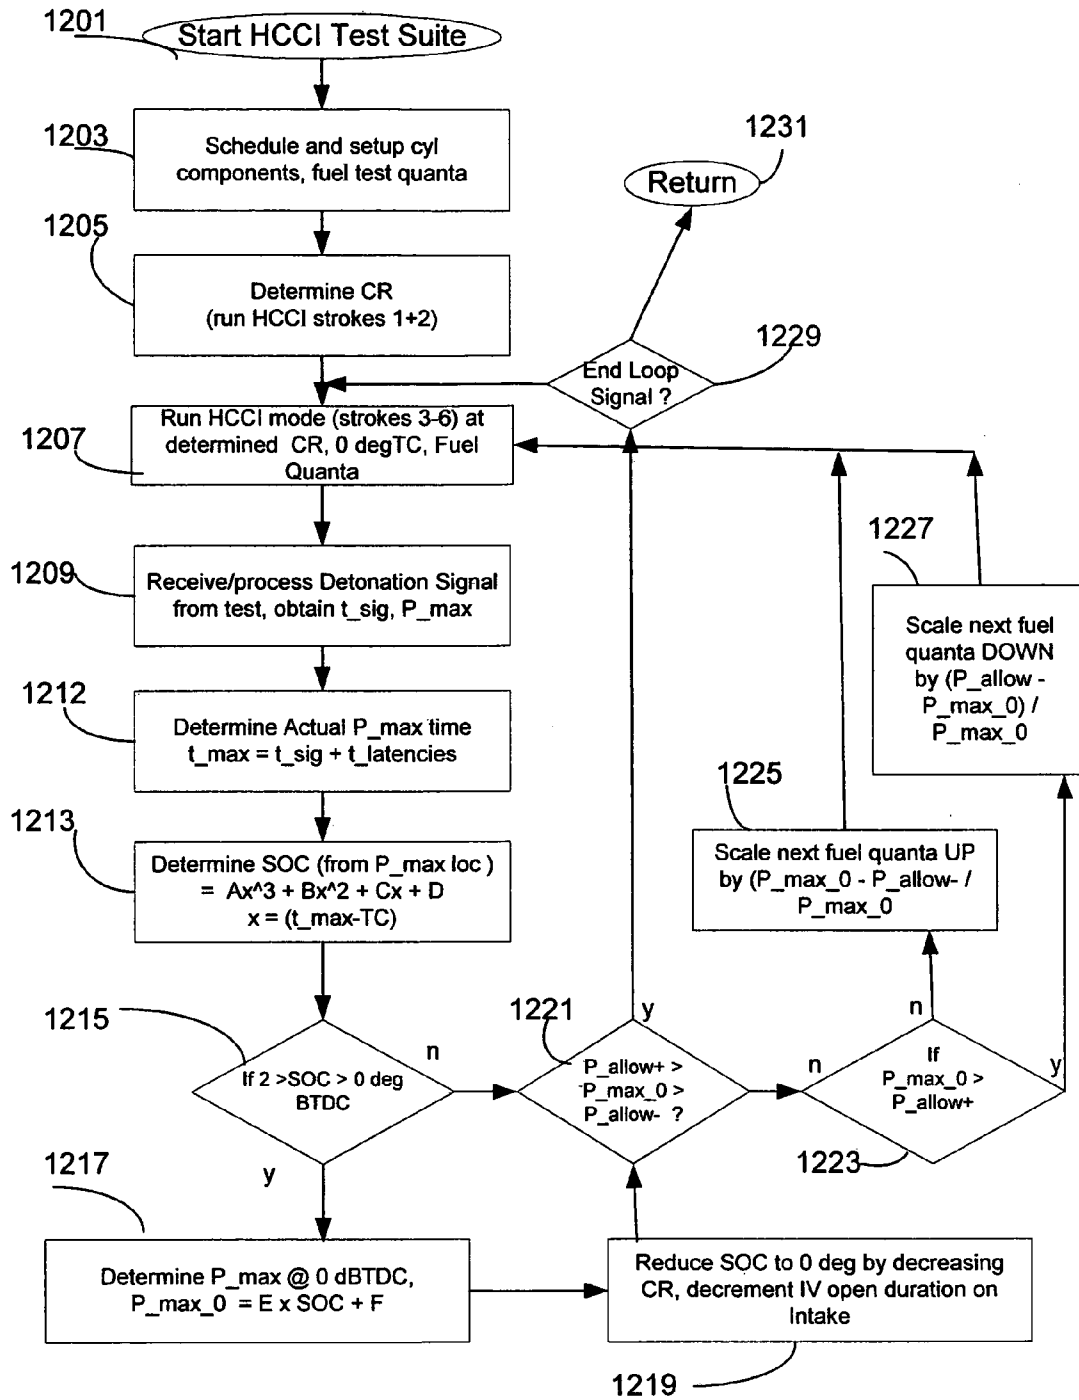 1201
Start HCCI Test Suite
1203
Schedule and setup cyl
components, fuel test quanta
1231
Return
1205
Determine CR
(run HCCI strokes 1+2)
1229
End Loop
Signal ?
1207
Run HCCI mode (strokes 3-6) at
determined CR, 0 degTC, Fuel
Quanta
1209
Receive/process Detonation Signal
from test, obtain t_sig, P_max
1227
Scale next fuel
quanta DOWN
by (P_allow -
P_max_0) /
P_max_0
1212
Determine Actual P_max time
t_max = t_sig + t_latencies
1225
Scale next fuel quanta UP
by (P_max_0 - P_allow- /
P_max_0
1213
Determine SOC (from P_max loc )
= Ax^3 + Bx^2 + Cx + D
x = (t_max-TC)
1215
If 2 >SOC > 0 deg
BTDC
n
y
1221
P_allow+ >
P_max_0 >
P_allow- ?
y
n
If
P_max_0 >
P_allow+
n
y
1223
1217
Determine P_max @ 0 dBTDC,
P_max_0 = E x SOC + F
Reduce SOC to 0 deg by decreasing
CR, decrement IV open duration on
Intake
1219